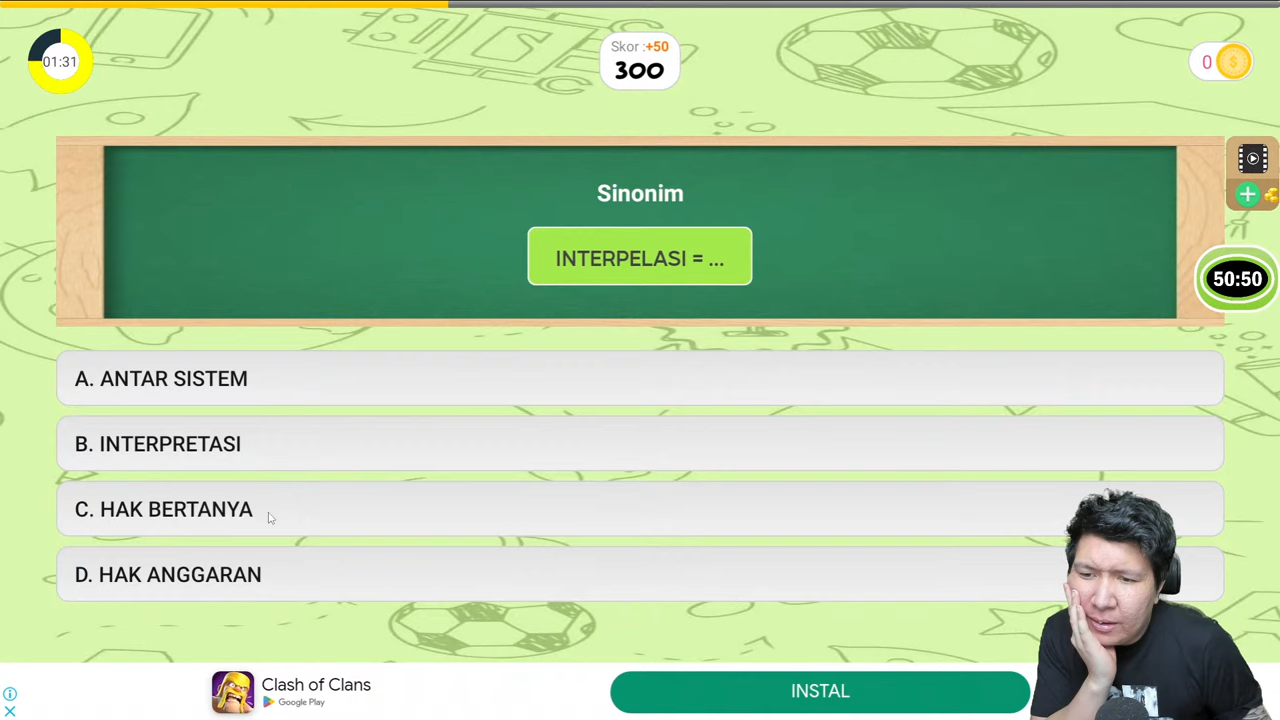 01:31
Skor :+50
300
0
Sinonim
INTERPELASI = ...
50:50
A. ANTAR SISTEM
B. INTERPRETASI
C. HAK BERTANYA
D. HAK ANGGARAN
Clash of Clans
Google Play
INSTAL